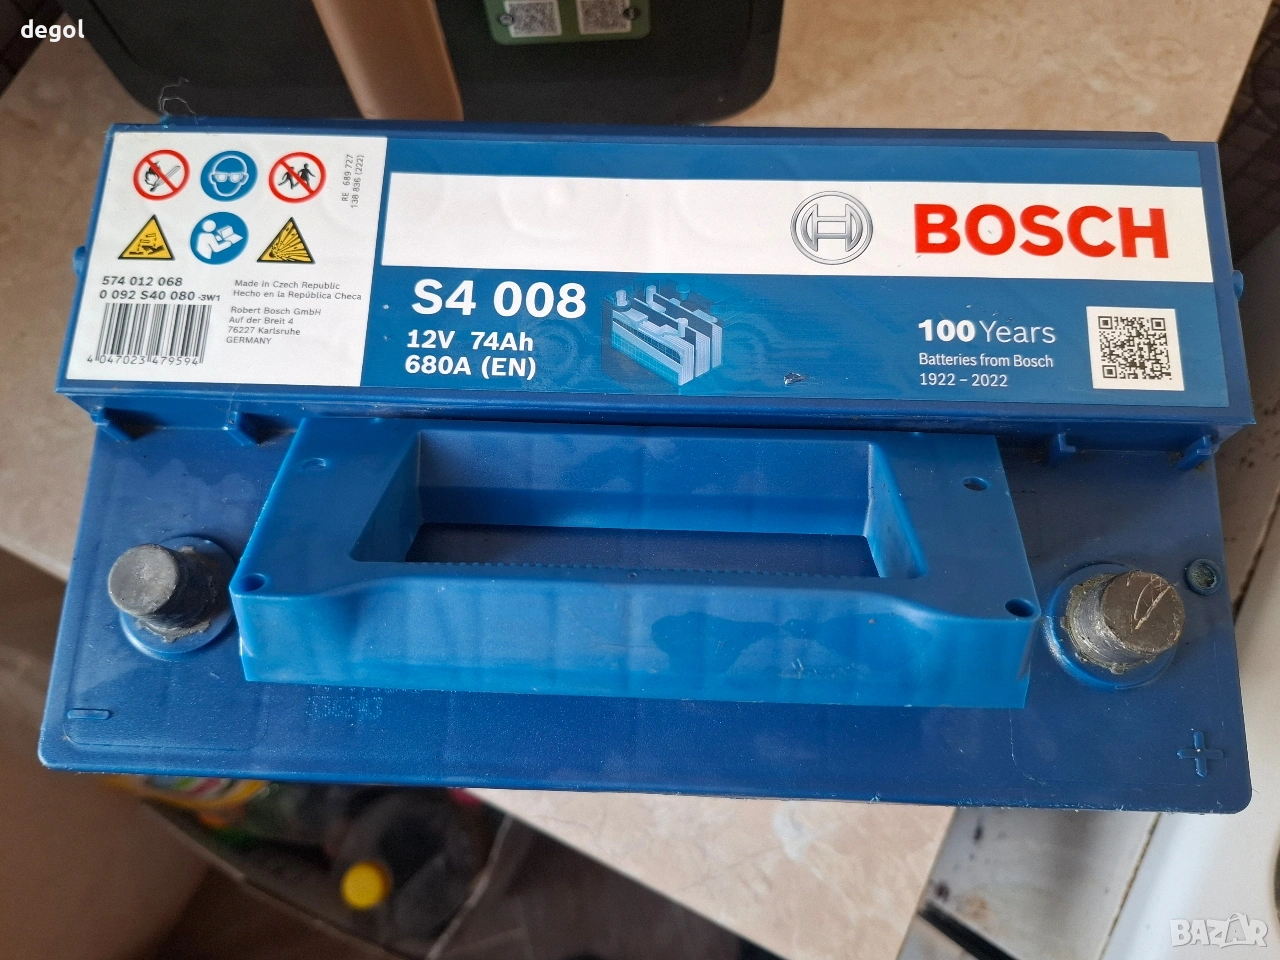 degol
RE 689 727
138 836 (222)
574 012 068
0 092 S40 080 -3W1
4 047023 479594
Made in Czech Republic
Hecho en la República Checa
Robert Bosch GmbH
Auf der Breit 4
76227 Karlsruhe
GERMANY
BOSCH
S4 008
12V 74Ah
680A (EN)
100 Years
Batteries from Bosch
1922 – 2022
BAZAR